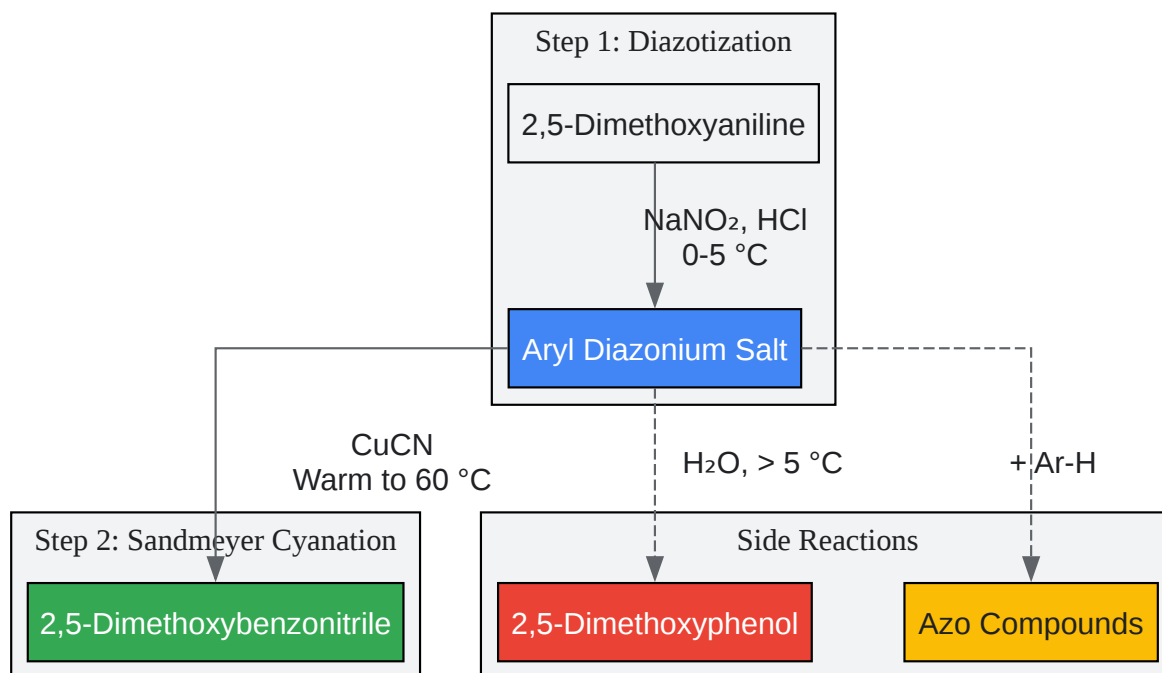 Step 1: Diazotization
2,5-Dimethoxyaniline
NaNO₂, HCl
0-5 °C
Aryl Diazonium Salt
CuCN
Warm to 60 °C
H₂O, > 5 °C
+ Ar-H
Step 2: Sandmeyer Cyanation
2,5-Dimethoxybenzonitrile
Side Reactions
2,5-Dimethoxyphenol
Azo Compounds